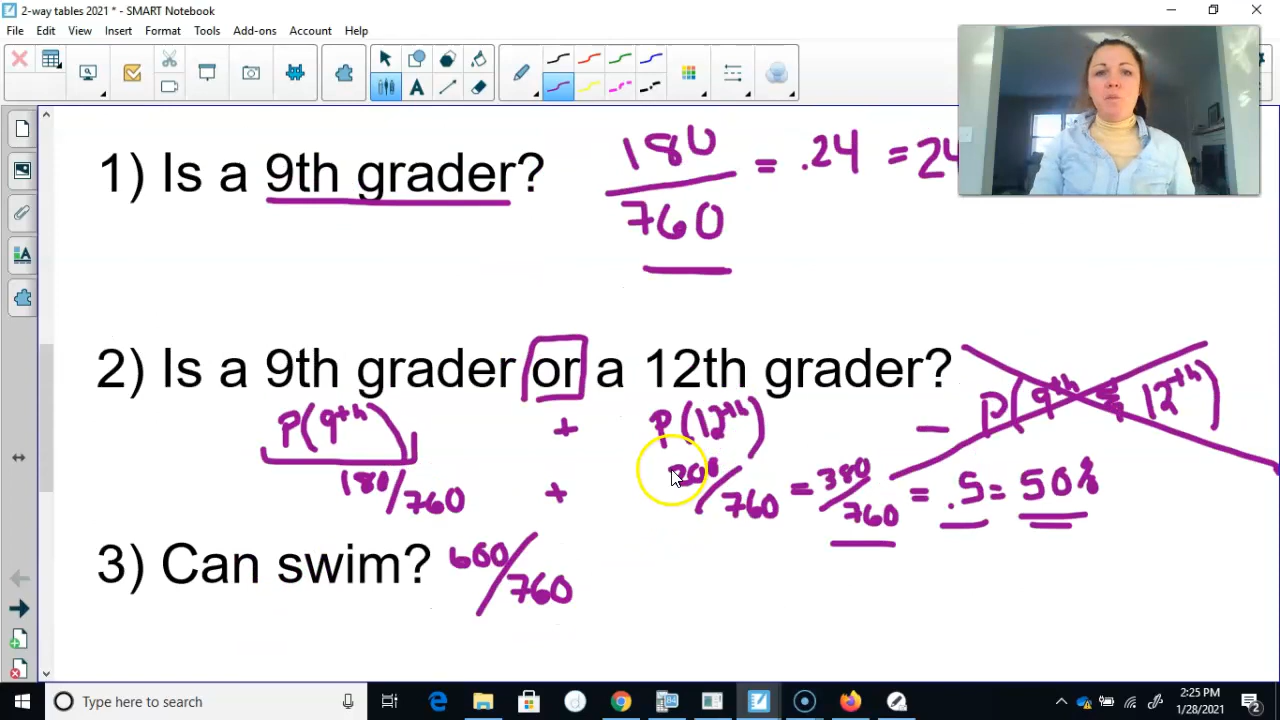 2-way tables 2021 * - SMART Notebook
File Edit View Insert Format Tools Add-ons Account Help
1) Is a 9th grader? 180/760 = .24 = 24
2) Is a 9th grader or a 12th grader?
P(9th) + P(12th) - P(9th & 12th)
180/760 + 200/760 = 380/760 = .5 = 50%
3) Can swim? 600/760
Type here to search
2:25 PM
1/28/2021
2